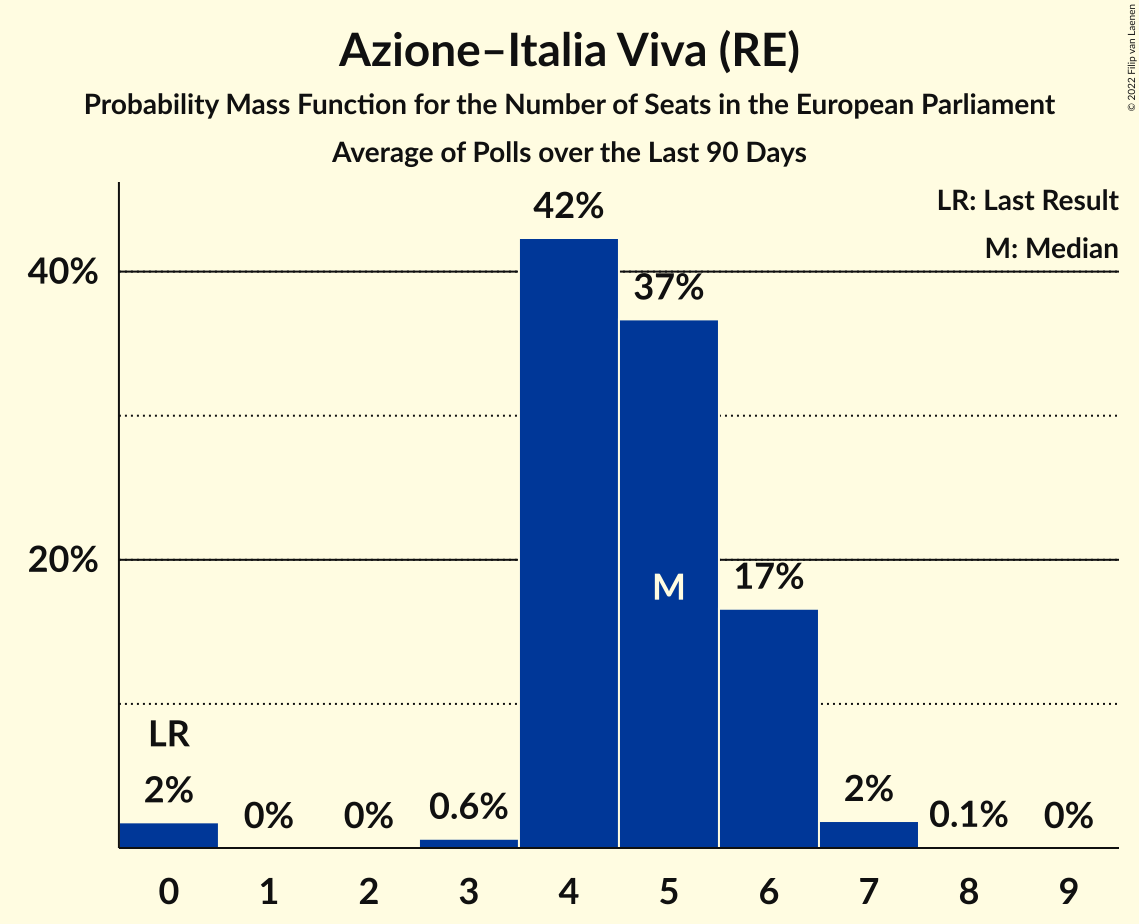 Azione–Italia Viva (RE)
Probability Mass Function for the Number of Seats in the European Parliament
Average of Polls over the Last 90 Days
© 2022 Filip van Laenen
LR: Last Result
M: Median
40%
20%
42%
37%
M
17%
LR
2%
0%
0%
0.6%
2%
0.1%
0%
0 1 2 3 4 5 6 7 8 9